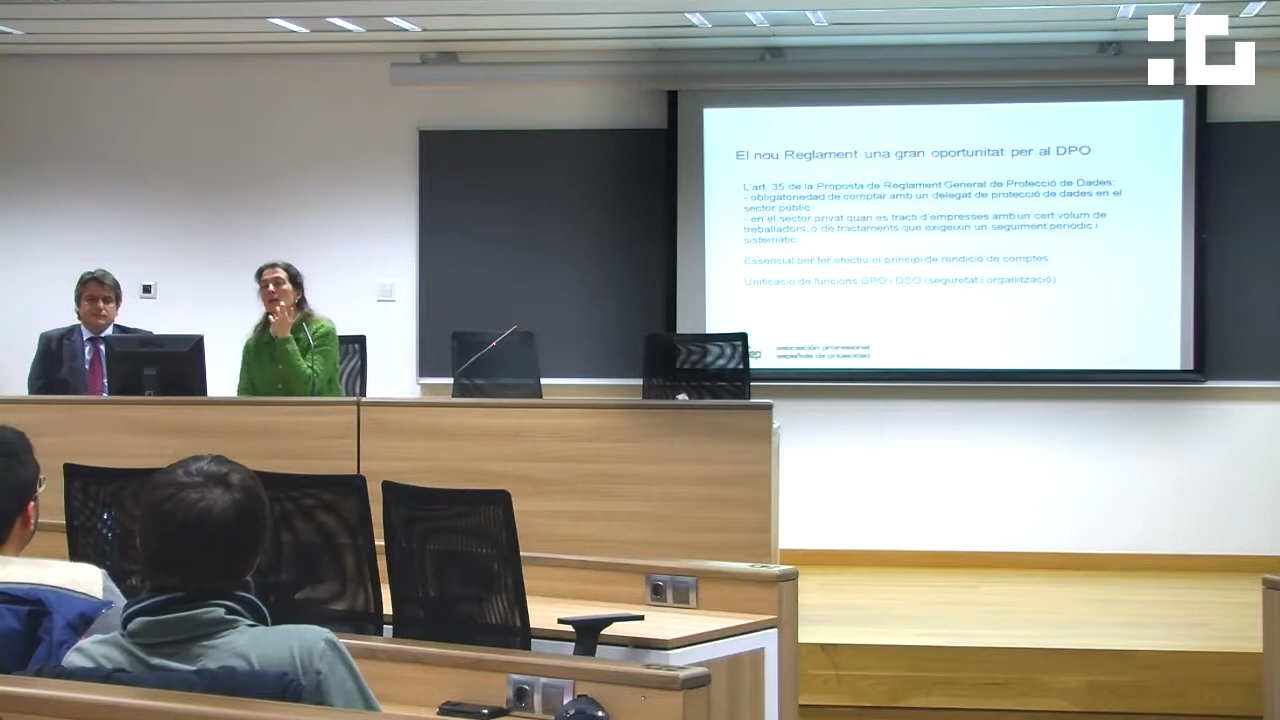 El nou Reglament una gran oportunitat per al DPO
L'art. 35 de la Proposta de Reglament General de Protecció de Dades:
- obligatoriedad de comptar amb un delegat de protecció de dades en el
sector públic
- en el sector privat quan es tracti d'empreses amb un cert volum de
treballadors, o de tractaments que exigeixin un seguiment periòdic i
sistemàtic.
Essencial per fer efectiu el principi de rendició de comptes.
Unificació de funcions DPO i DSO (seguretat i organització)
asociación profesional
española de privacidad